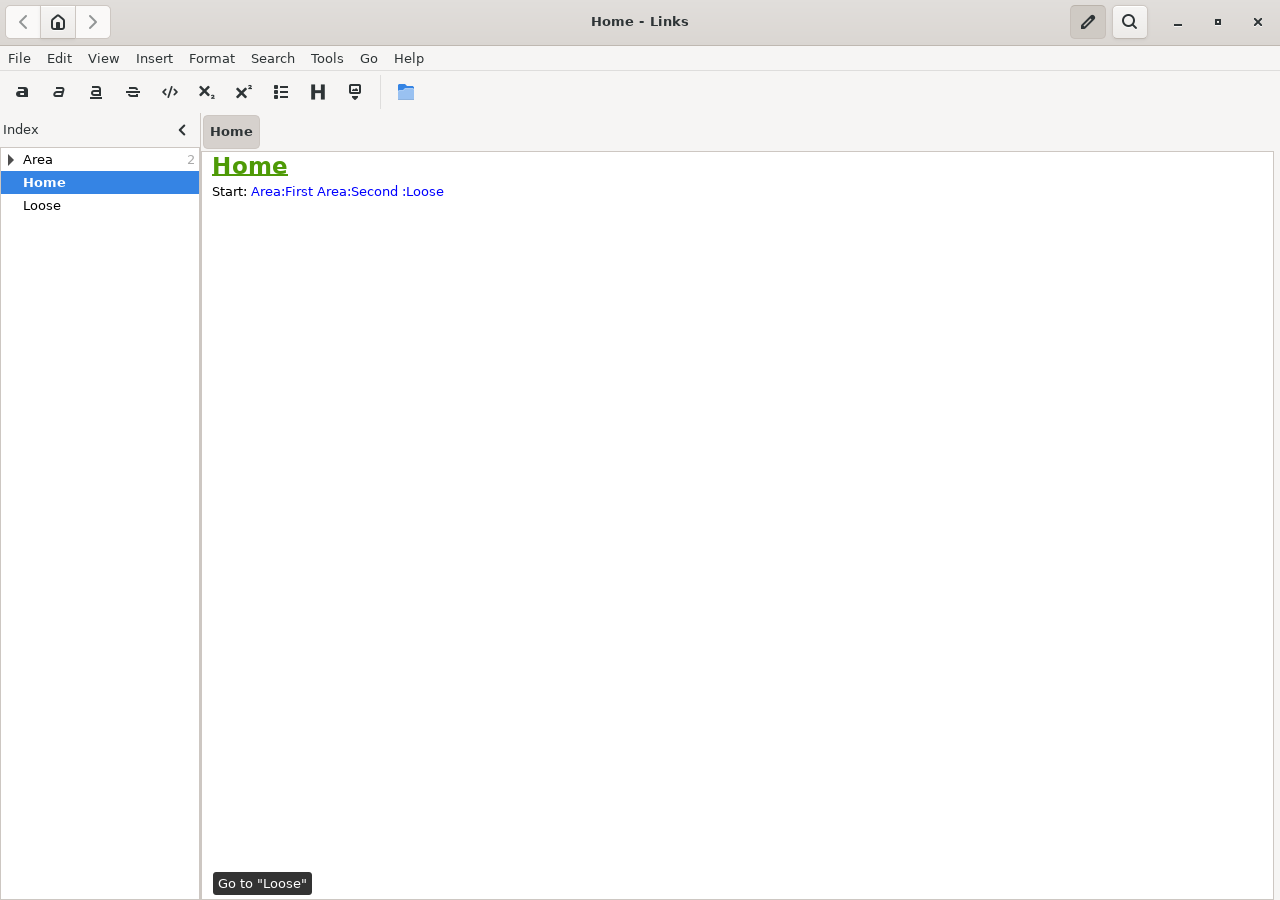 Home - Links
File Edit View Insert Format Search Tools Go Help
Index
Home
Area 2
Home
Loose
Home
Start: Area:First Area:Second :Loose
Go to "Loose"